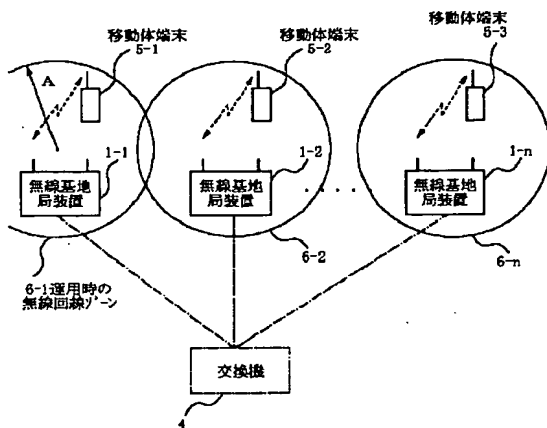 移動体端末
5-1
移動体端末
5-2
移動体端末
5-3
A
1-1
1-2
1-n
無線基地
局装置
無線基地
局装置
無線基地
局装置
. . . .
6-1運用時の
無線回線ゾーン
6-2
6-n
交換機
4